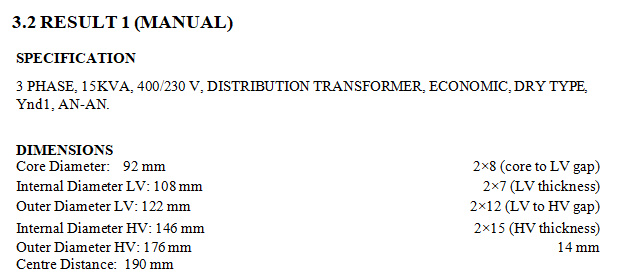 3.2 RESULT 1 (MANUAL)
SPECIFICATION
3 PHASE, 15KVA, 400/230 V, DISTRIBUTION TRANSFORMER, ECONOMIC, DRY TYPE,
Ynd1, AN-AN.
DIMENSIONS
Core Diameter: 92 mm 2×8 (core to LV gap)
Internal Diameter LV: 108 mm 2×7 (LV thickness)
Outer Diameter LV: 122 mm 2×12 (LV to HV gap)
Internal Diameter HV: 146 mm 2×15 (HV thickness)
Outer Diameter HV: 176 mm 14 mm
Centre Distance: 190 mm